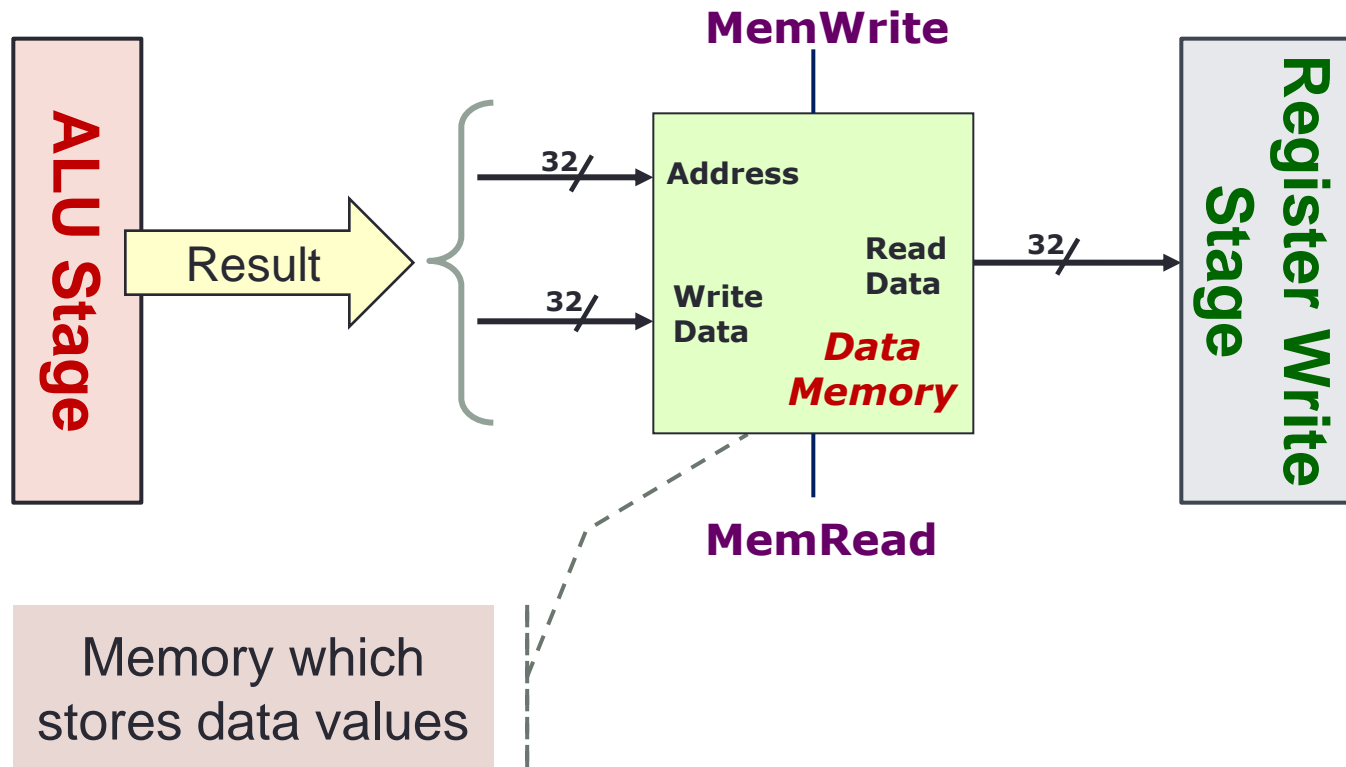 MemWrite
ALU Stage
Result
32
Address
32
Write
Data
Read
Data
Data
Memory
32
Register Write
Stage
MemRead
Memory which
stores data values